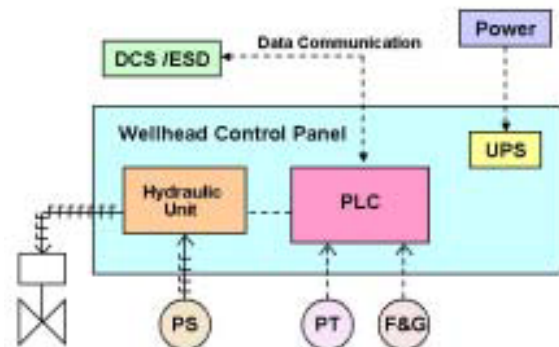 Data Communication
Power
DCS /ESD
Wellhead Control Panel
UPS
Hydraulic
Unit
PLC
PS
PT
F&G